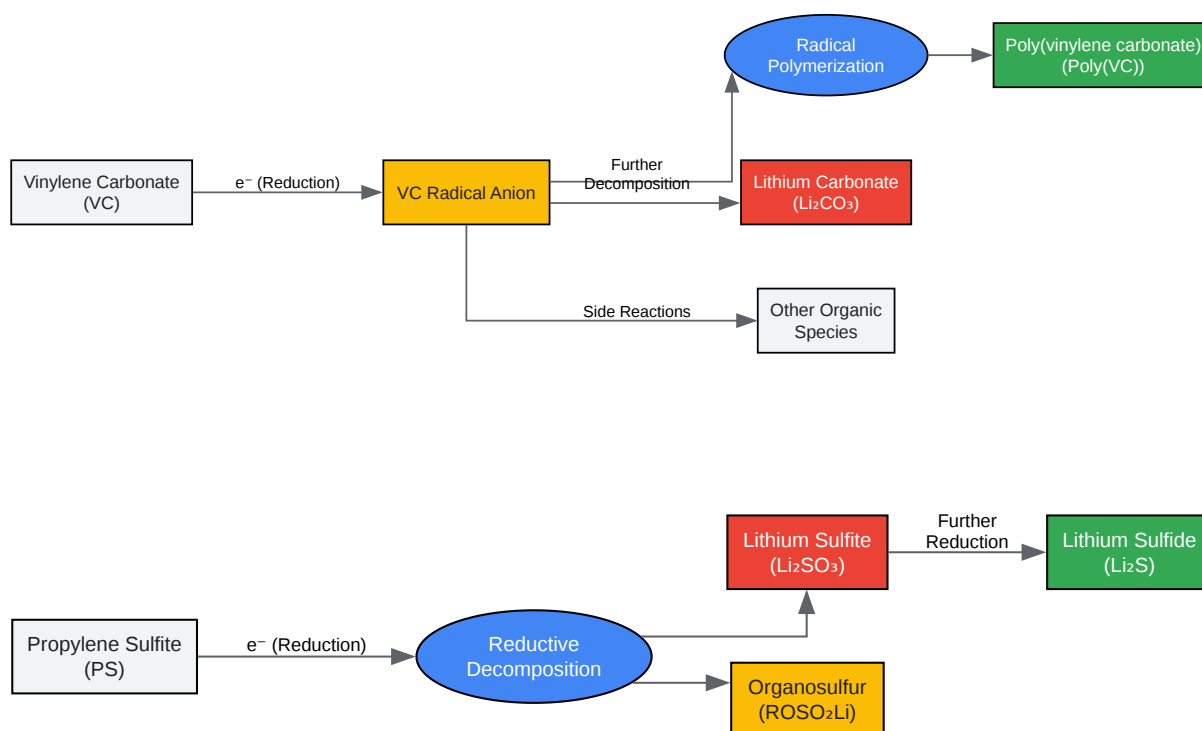 Radical
Polymerization
Poly(vinylene carbonate)
(Poly(VC))
Vinylene Carbonate
(VC)
e⁻ (Reduction)
VC Radical Anion
Further
Decomposition
Lithium Carbonate
(Li₂CO₃)
Side Reactions
Other Organic
Species
Lithium Sulfite
(Li₂SO₃)
Further
Reduction
Lithium Sulfide
(Li₂S)
Propylene Sulfite
(PS)
e⁻ (Reduction)
Reductive
Decomposition
Organosulfur
(ROSO₂Li)